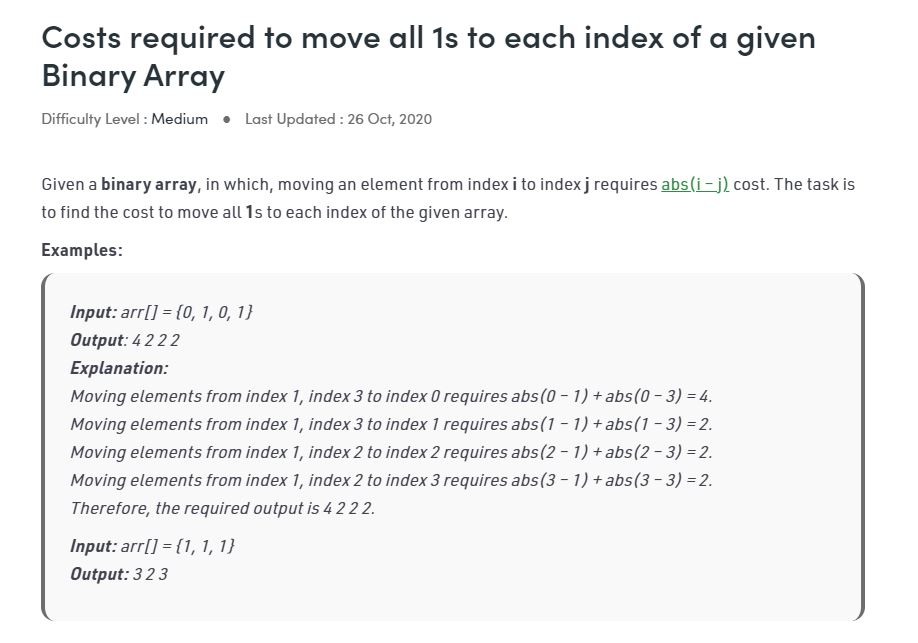 Costs required to move all 1s to each index of a given
Binary Array
Difficulty Level : Medium ● Last Updated : 26 Oct, 2020
Given a binary array, in which, moving an element from index i to index j requires abs(i – j) cost. The task is
to find the cost to move all 1s to each index of the given array.
Examples:
Input: arr[] = {0, 1, 0, 1}
Output: 4 2 2 2
Explanation:
Moving elements from index 1, index 3 to index 0 requires abs(0 – 1) + abs(0 – 3) = 4.
Moving elements from index 1, index 3 to index 1 requires abs(1 – 1) + abs(1 – 3) = 2.
Moving elements from index 1, index 2 to index 2 requires abs(2 – 1) + abs(2 – 3) = 2.
Moving elements from index 1, index 2 to index 3 requires abs(3 – 1) + abs(3 – 3) = 2.
Therefore, the required output is 4 2 2 2.
Input: arr[] = {1, 1, 1}
Output: 3 2 3